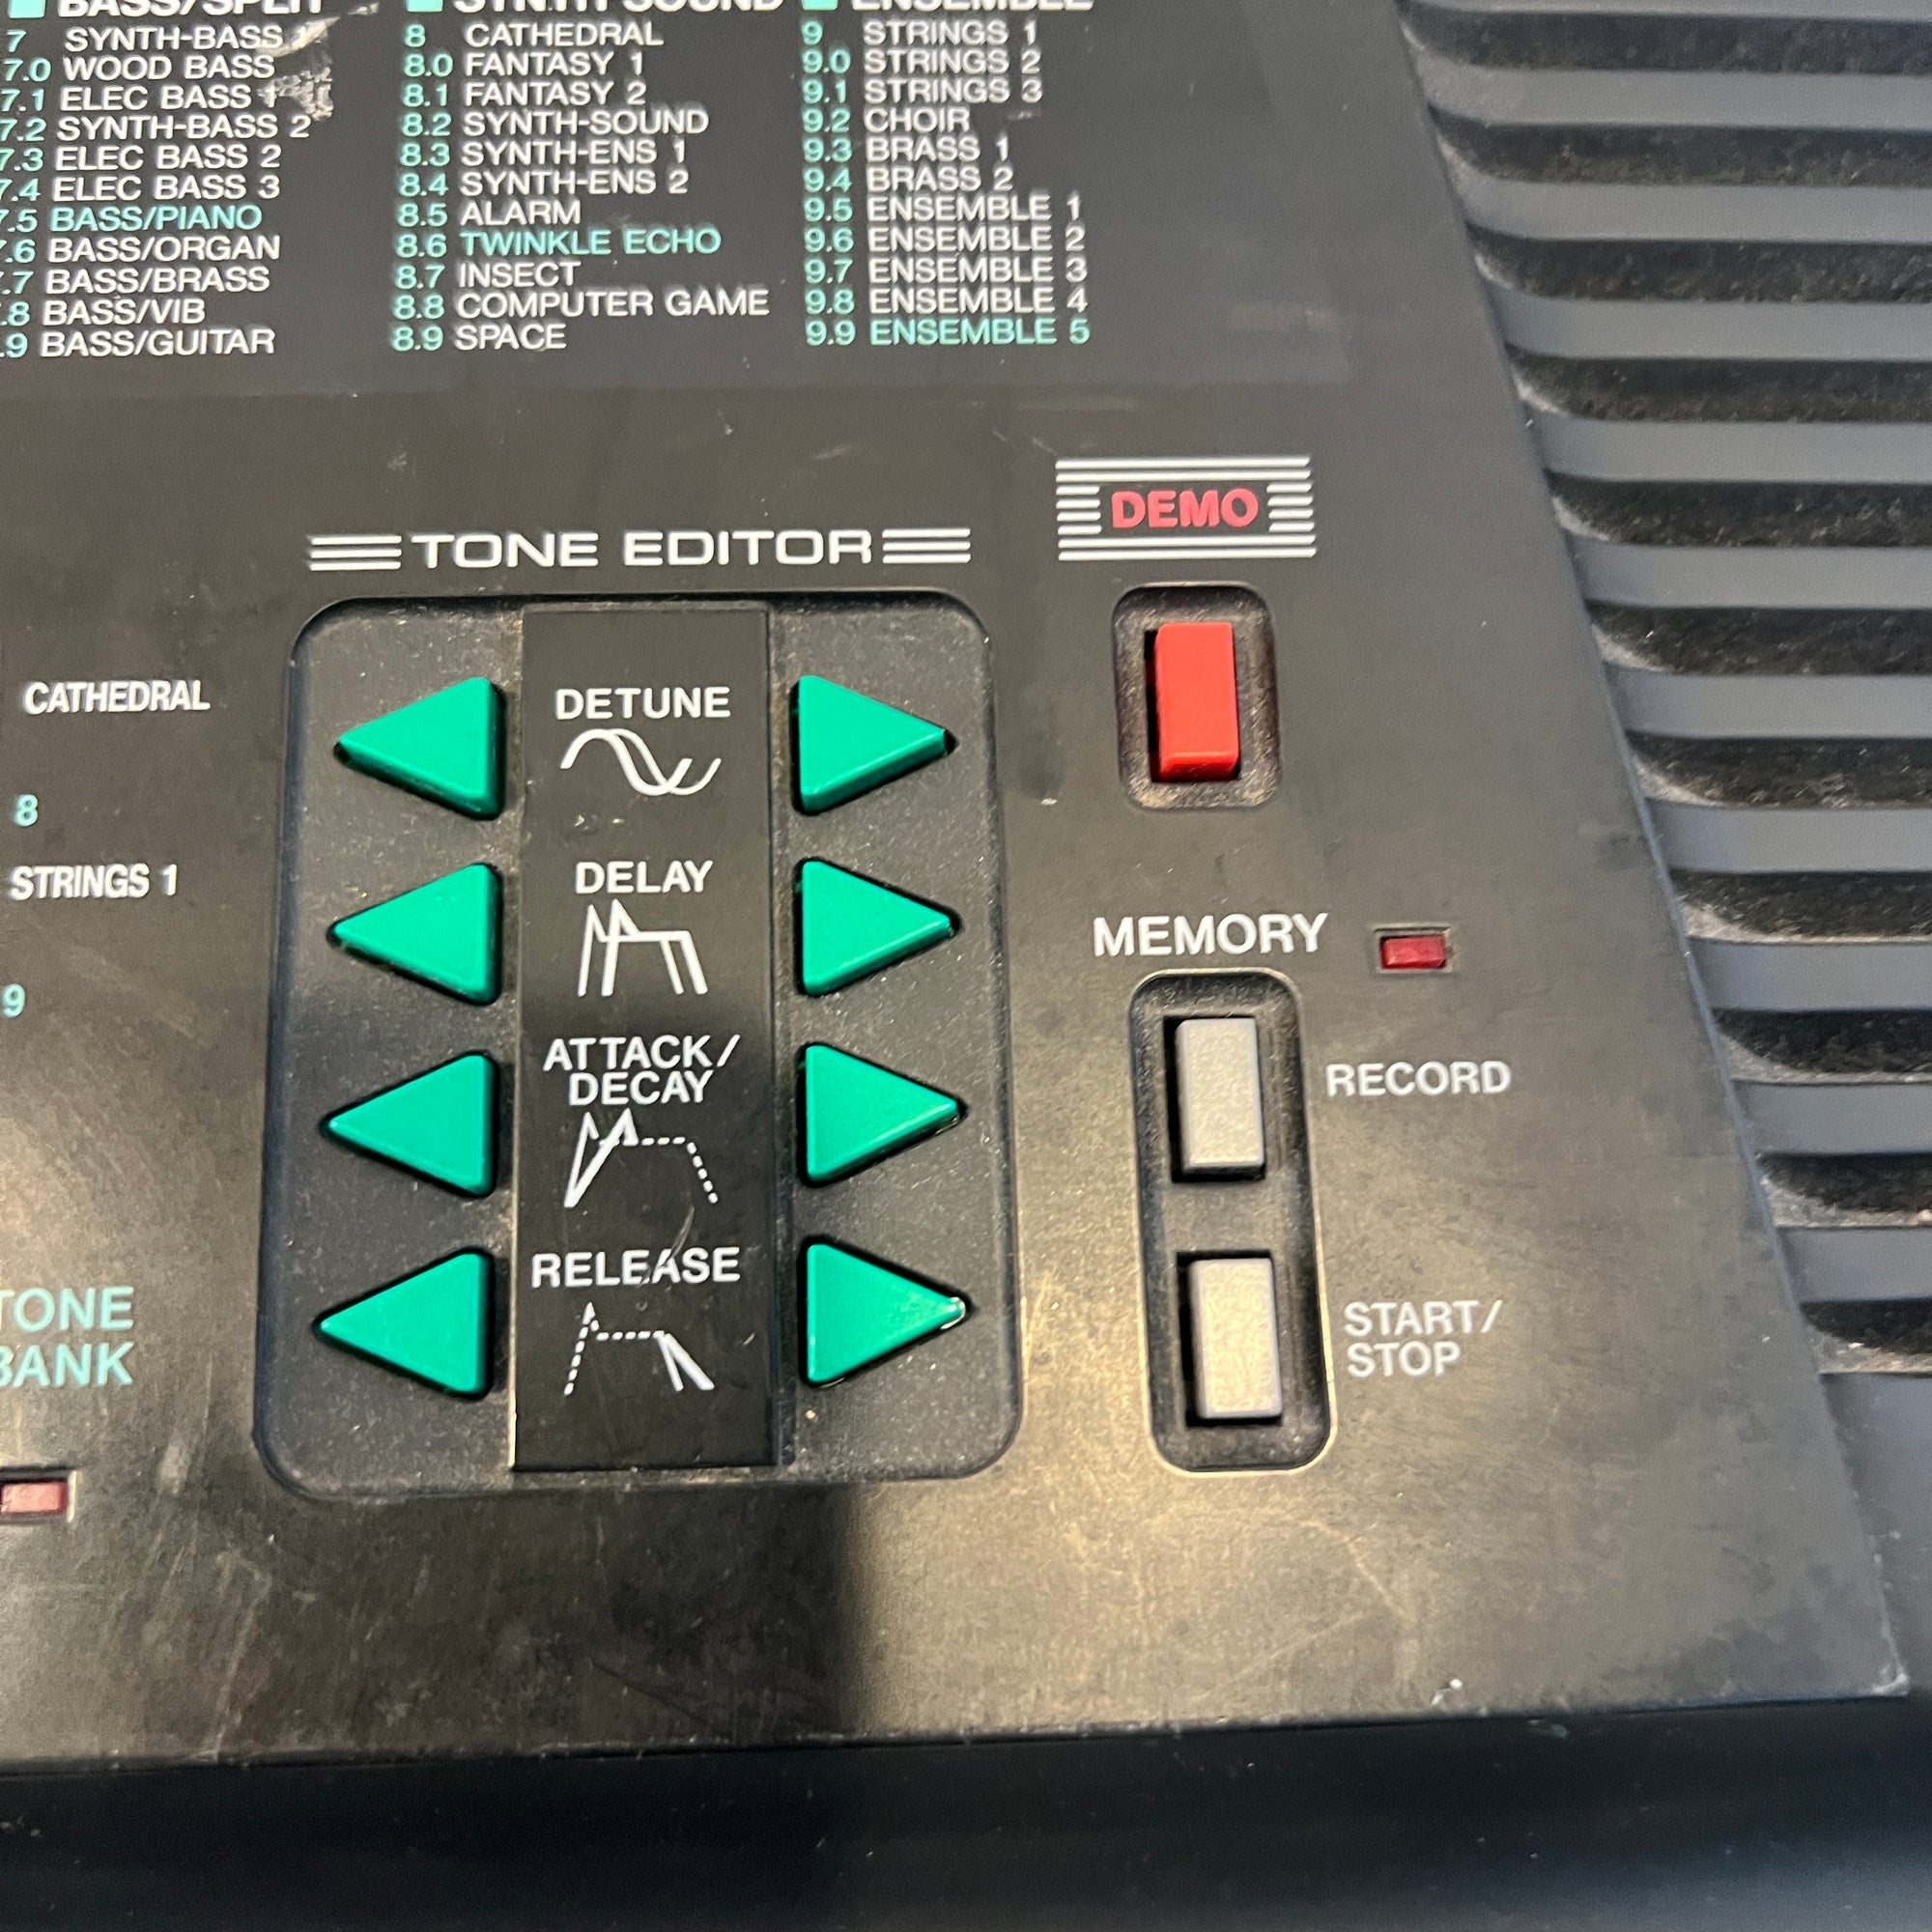 BASS/SPLIT
7 SYNTH-BASS 1
7.0 WOOD BASS
7.1 ELEC BASS 1
7.2 SYNTH-BASS 2
7.3 ELEC BASS 2
7.4 ELEC BASS 3
7.5 BASS/PIANO
.6 BASS/ORGAN
.7 BASS/BRASS
.8 BASS/VIB
.9 BASS/GUITAR
SYNTH-SOUND
8 CATHEDRAL
8.0 FANTASY 1
8.1 FANTASY 2
8.2 SYNTH-SOUND
8.3 SYNTH-ENS 1
8.4 SYNTH-ENS 2
8.5 ALARM
8.6 TWINKLE ECHO
8.7 INSECT
8.8 COMPUTER GAME
8.9 SPACE
ENSEMBLE
9 STRINGS 1
9.0 STRINGS 2
9.1 STRINGS 3
9.2 CHOIR
9.3 BRASS 1
9.4 BRASS 2
9.5 ENSEMBLE 1
9.6 ENSEMBLE 2
9.7 ENSEMBLE 3
9.8 ENSEMBLE 4
9.9 ENSEMBLE 5
CATHEDRAL
8
STRINGS 1
9
TONE
BANK
TONE EDITOR
DETUNE
DELAY
ATTACK/
DECAY
RELEASE
DEMO
MEMORY
RECORD
START/
STOP